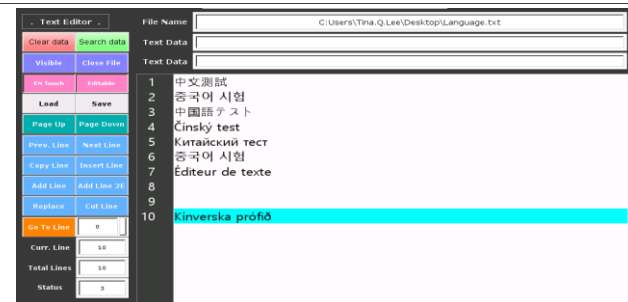 . Text Editor . File Name C:Users\Tina.Q.Lee\Desktop\Language.txt
Clear data Search data Text Data
Visible Close File Text Data
EN Touch Editable
Load Save
Page Up Page Down
Prev. Line Next Line
Copy Line Insert Line
Add Line Add Line 2E
Replace Cut Line
Go To Line 0
Curr. Line 10
Total Lines 10
Status 3
1 中文測試
2 중국어 시험
3 中国語テスト
4 Čínský test
5 Китайский тест
6 중국어 시험
7 Éditeur de texte
8
9
10 Kínverska prófið